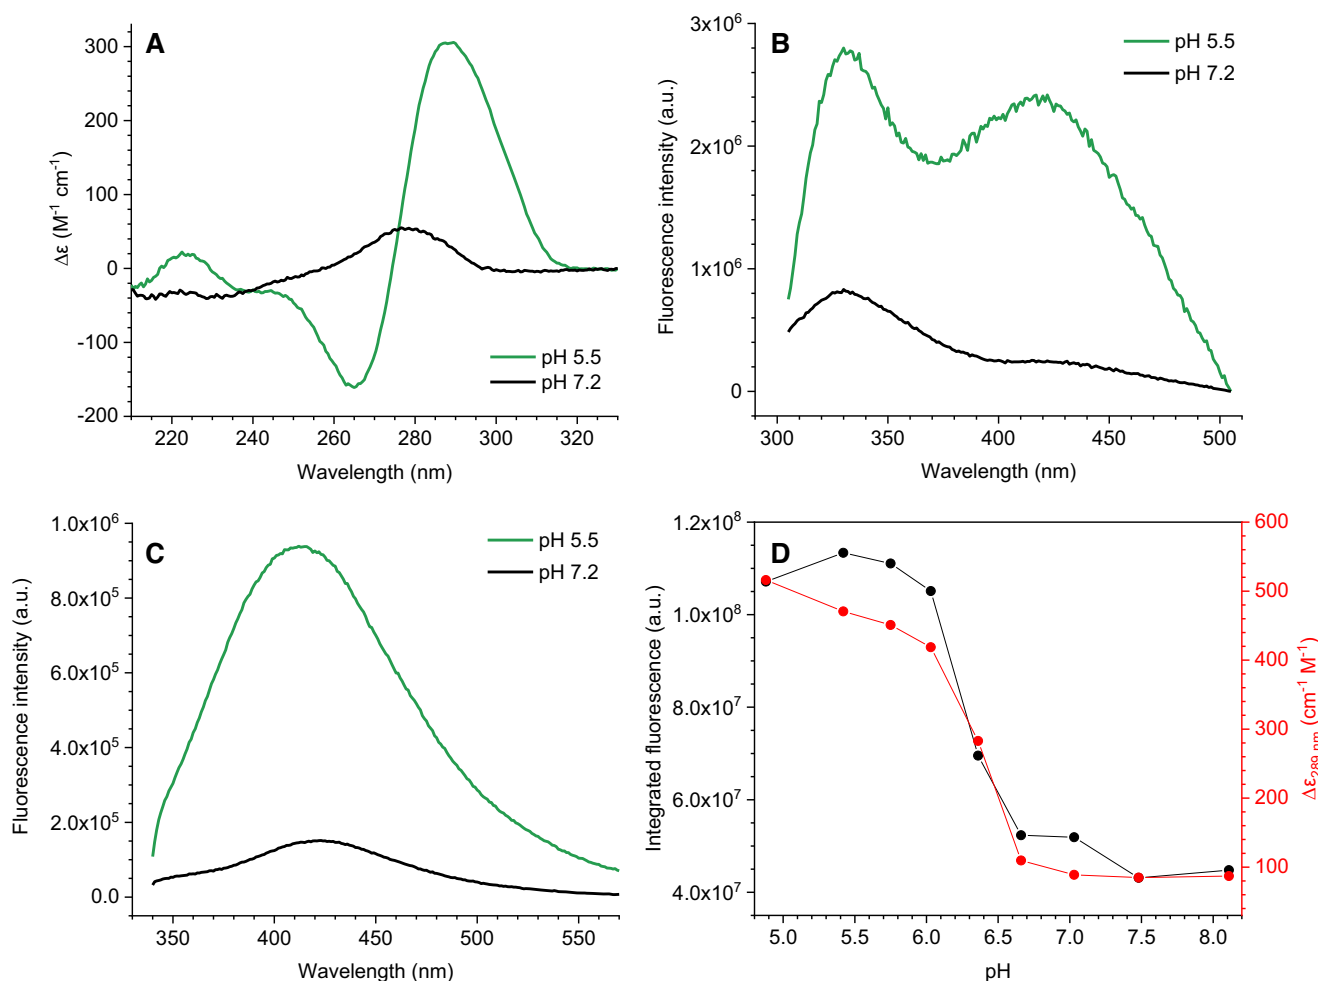 A
300
200
100
0
-100
-200
Δε (M⁻¹ cm⁻¹)
pH 5.5
pH 7.2
220 240 260 280 300 320
Wavelength (nm)
B
3x10⁶
2x10⁶
1x10⁶
0
Fluorescence intensity (a.u.)
pH 5.5
pH 7.2
300 350 400 450 500
Wavelength (nm)
C
1.0x10⁶
8.0x10⁵
6.0x10⁵
4.0x10⁵
2.0x10⁵
0.0
Fluorescence intensity (a.u.)
pH 5.5
pH 7.2
350 400 450 500 550
Wavelength (nm)
D
1.2x10⁸
1.0x10⁸
8.0x10⁷
6.0x10⁷
4.0x10⁷
Integrated fluorescence (a.u.)
600
500
400
300
200
100
Δε₂₈₉ ₙₘ (cm⁻¹ M⁻¹)
5.0 5.5 6.0 6.5 7.0 7.5 8.0
pH